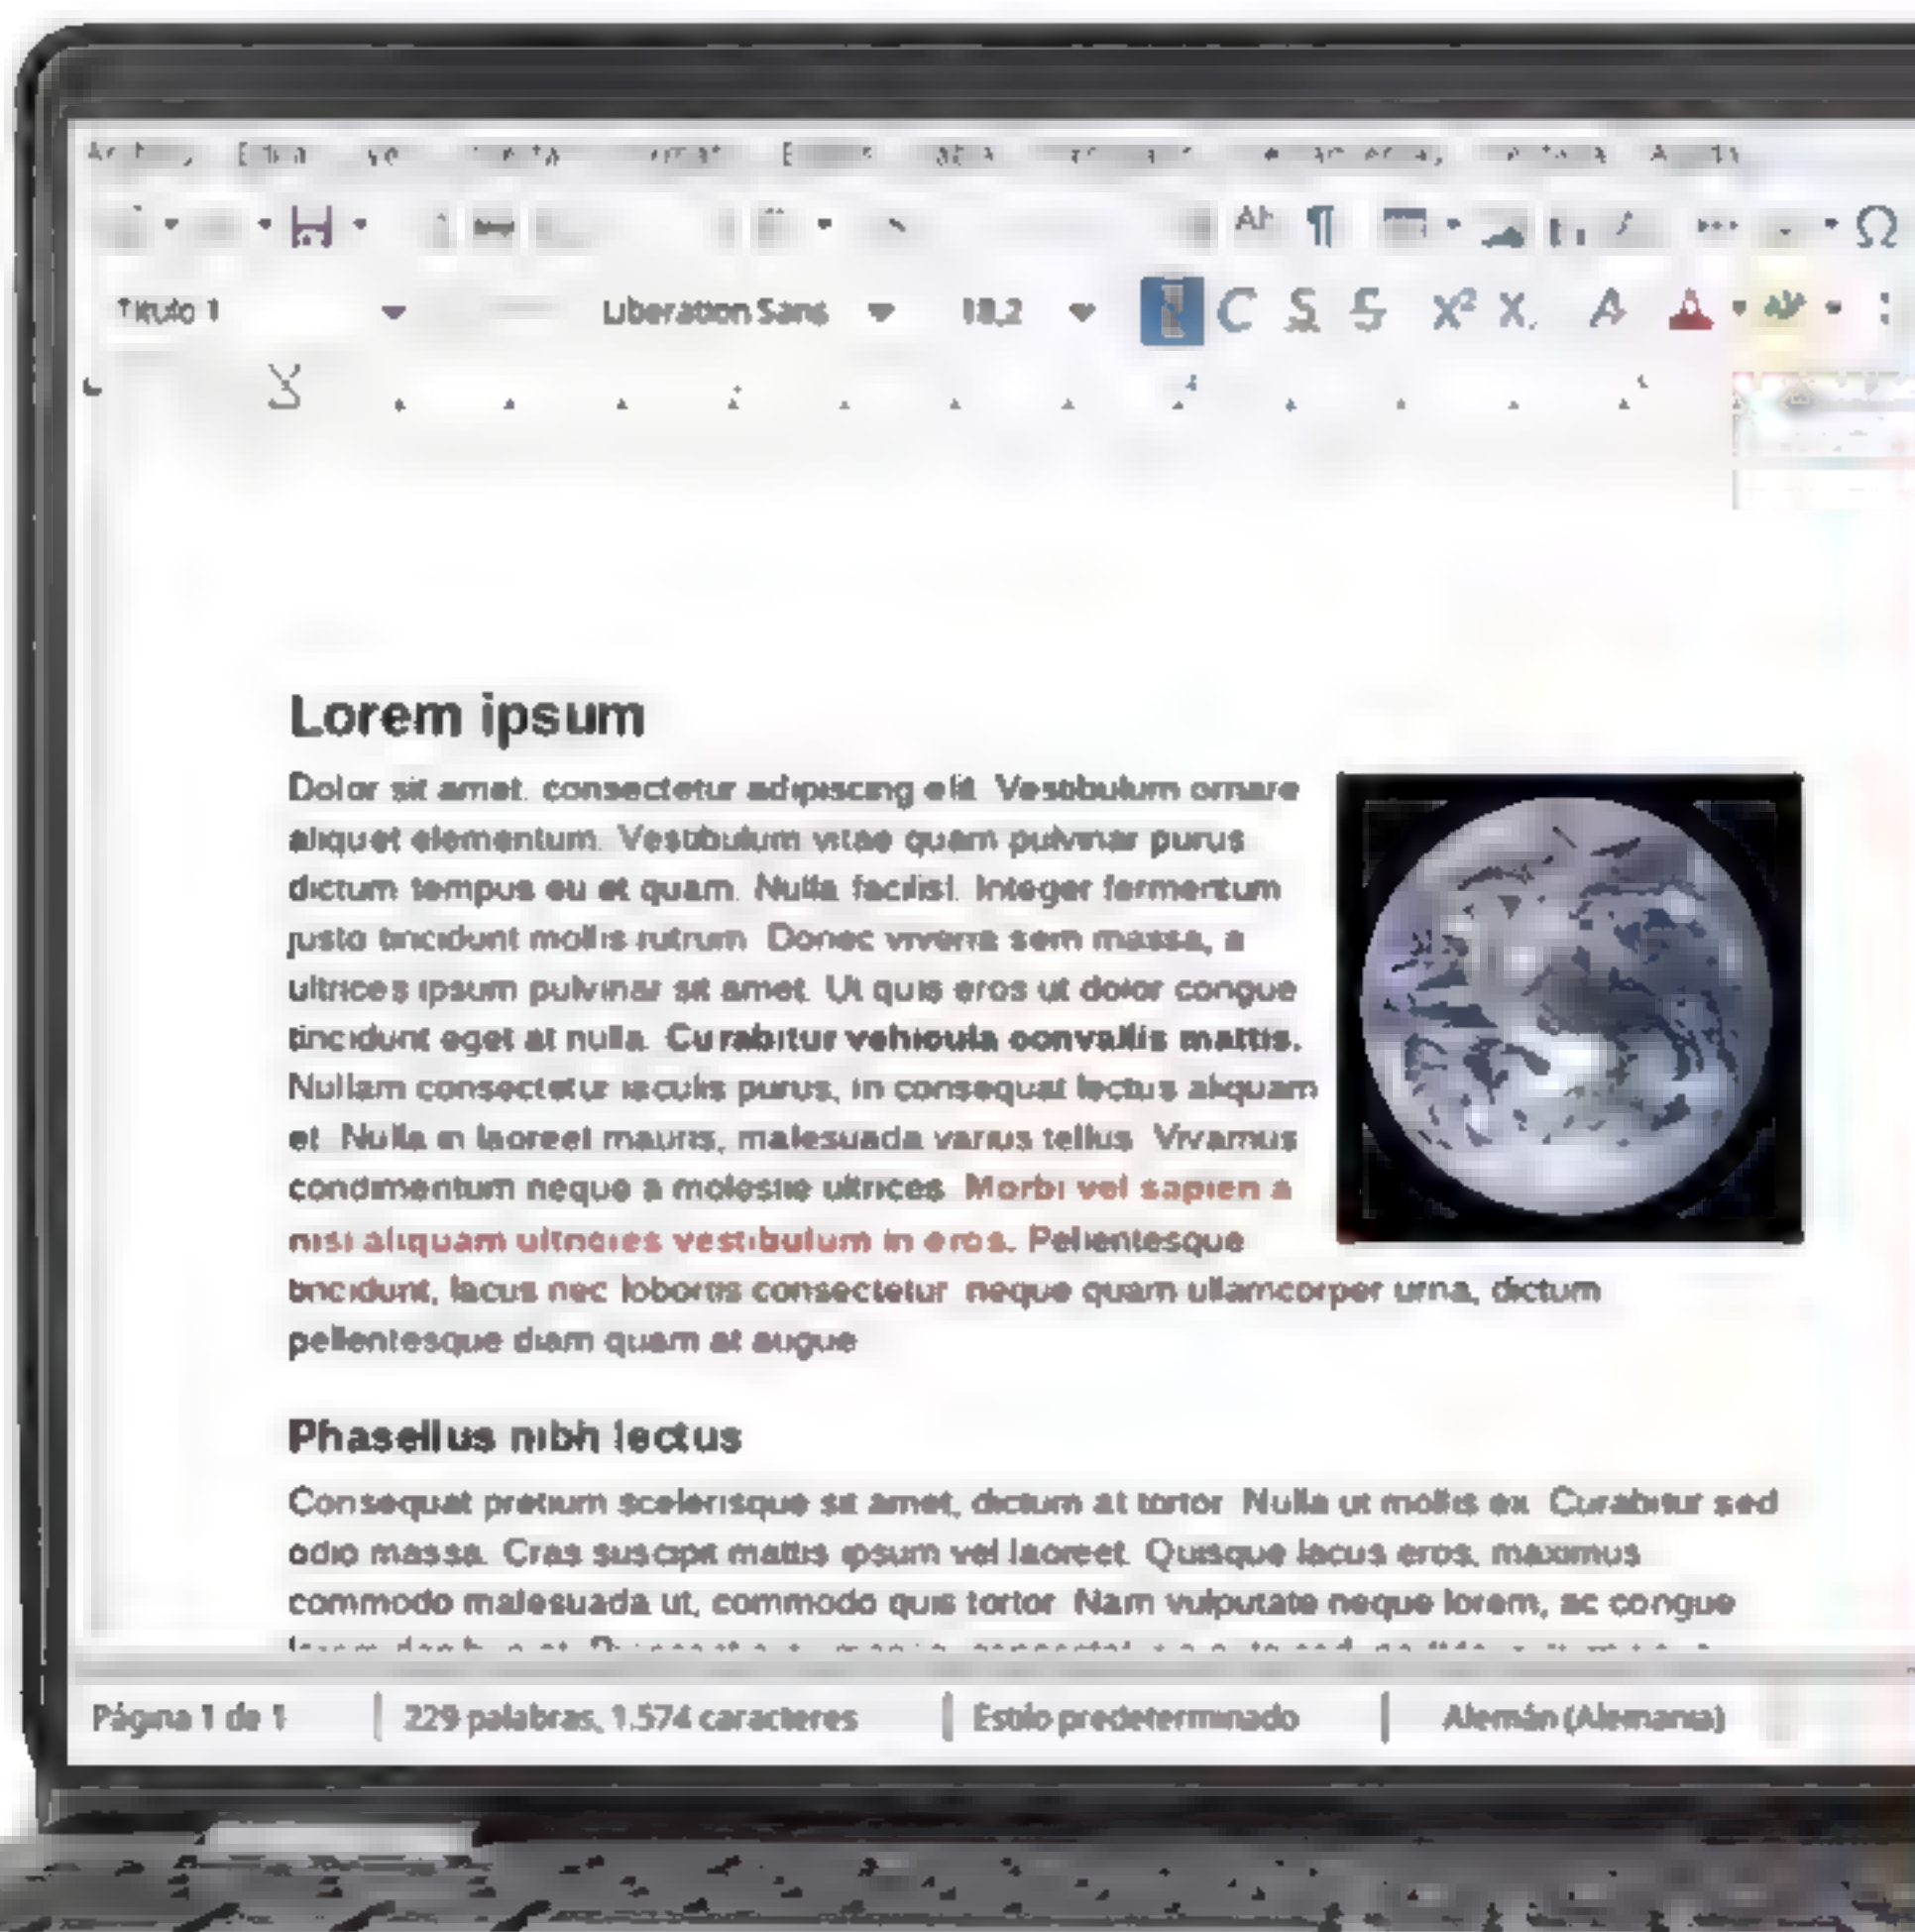 Título 1 Liberation Sans 18,2
Lorem ipsum
Dolor sit amet, consectetur adipiscing elit. Vestibulum ornare
aliquet elementum. Vestibulum vitae quam pulvinar purus
dictum tempus eu et quam. Nulla facilisi. Integer fermentum
justo tincidunt mollis rutrum. Donec viverra sem massa, a
ultrices ipsum pulvinar sit amet. Ut quis eros ut dolor congue
tincidunt eget at nulla. Curabitur vehicula convallis mattis.
Nullam consectetur iaculis purus, in consequat lectus aliquam
et. Nulla in laoreet mauris, malesuada varius tellus. Vivamus
condimentum neque a molestie ultrices. Morbi vel sapien a
nisi aliquam ultricies vestibulum in eros. Pellentesque
tincidunt, lacus nec lobortis consectetur, neque quam ullamcorper urna, dictum
pellentesque diam quam at augue.
Phasellus nibh lectus
Consequat pretium scelerisque sit amet, dictum at tortor. Nulla ut mollis ex. Curabitur sed
odio massa. Cras suscipit mattis ipsum vel laoreet. Quisque lacus eros, maximus
commodo malesuada ut, commodo quis tortor. Nam vulputate neque lorem, ac congue
Página 1 de 1 229 palabras, 1.574 caracteres Estilo predeterminado Alemán (Alemania)